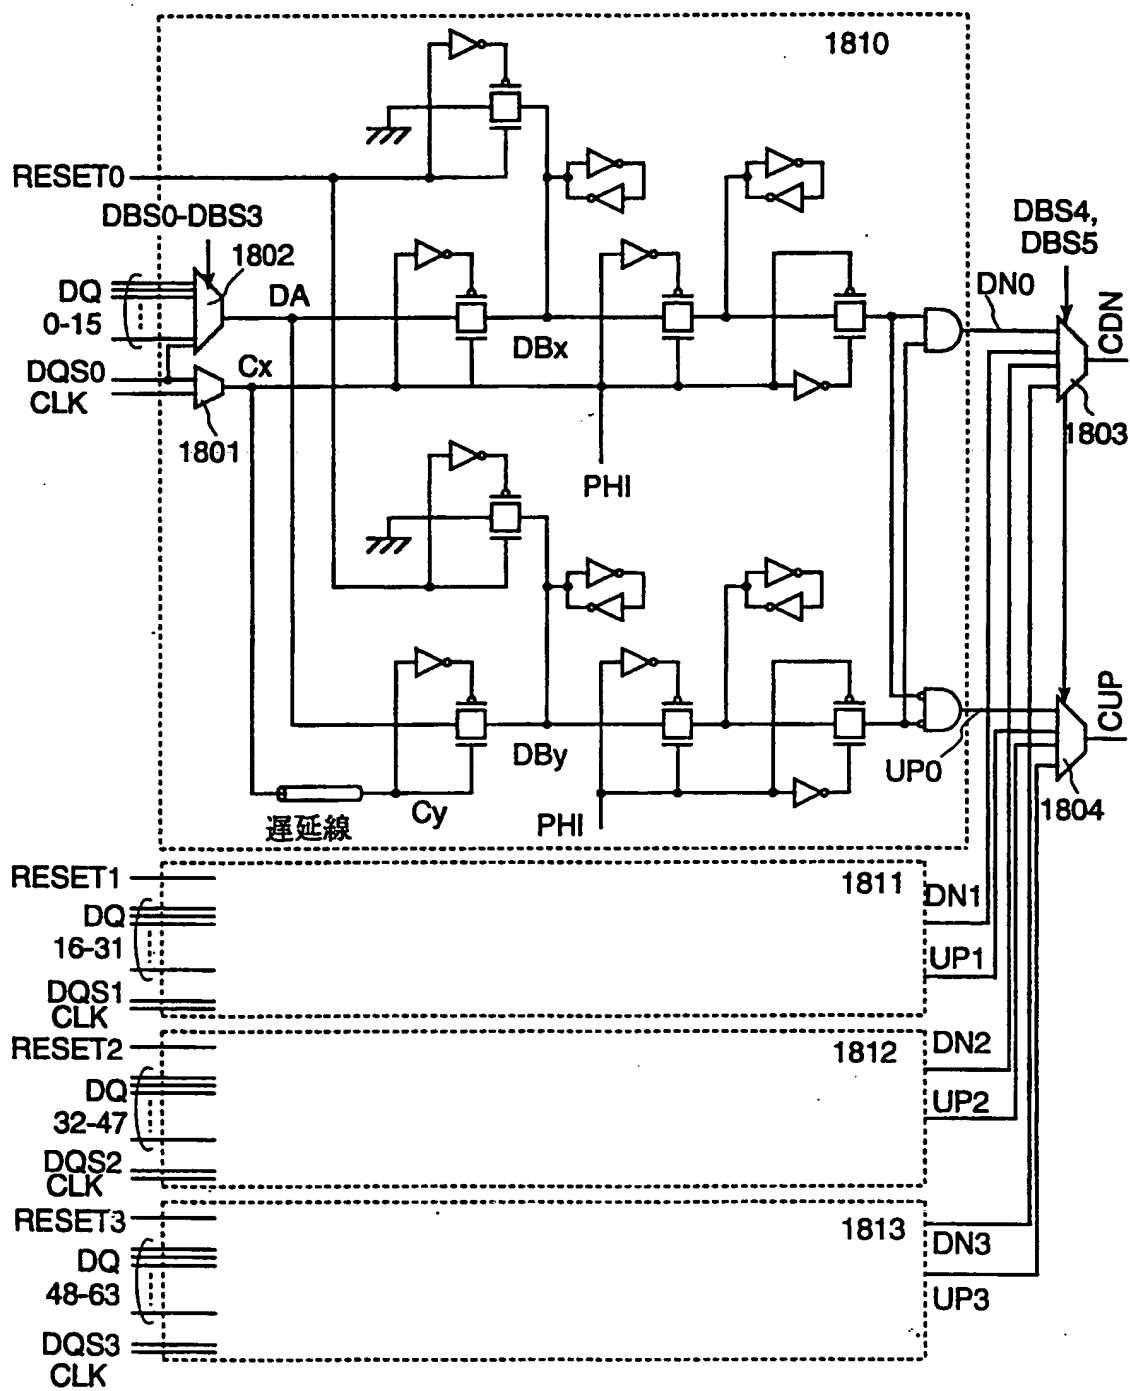 1810
RESET0
DBS0-DBS3
1802
DQ
0-15
DA
DBx
DQS0
CLK
Cx
1801
PHI
DBS4,
DBS5
DN0
CDN
1803
DBy
UP0
CUP
1804
Cy
遅延線
PHI
RESET1
1811
DN1
DQ
16-31
UP1
DQS1
CLK
RESET2
1812
DN2
DQ
32-47
UP2
DQS2
CLK
RESET3
1813
DN3
DQ
48-63
UP3
DQS3
CLK